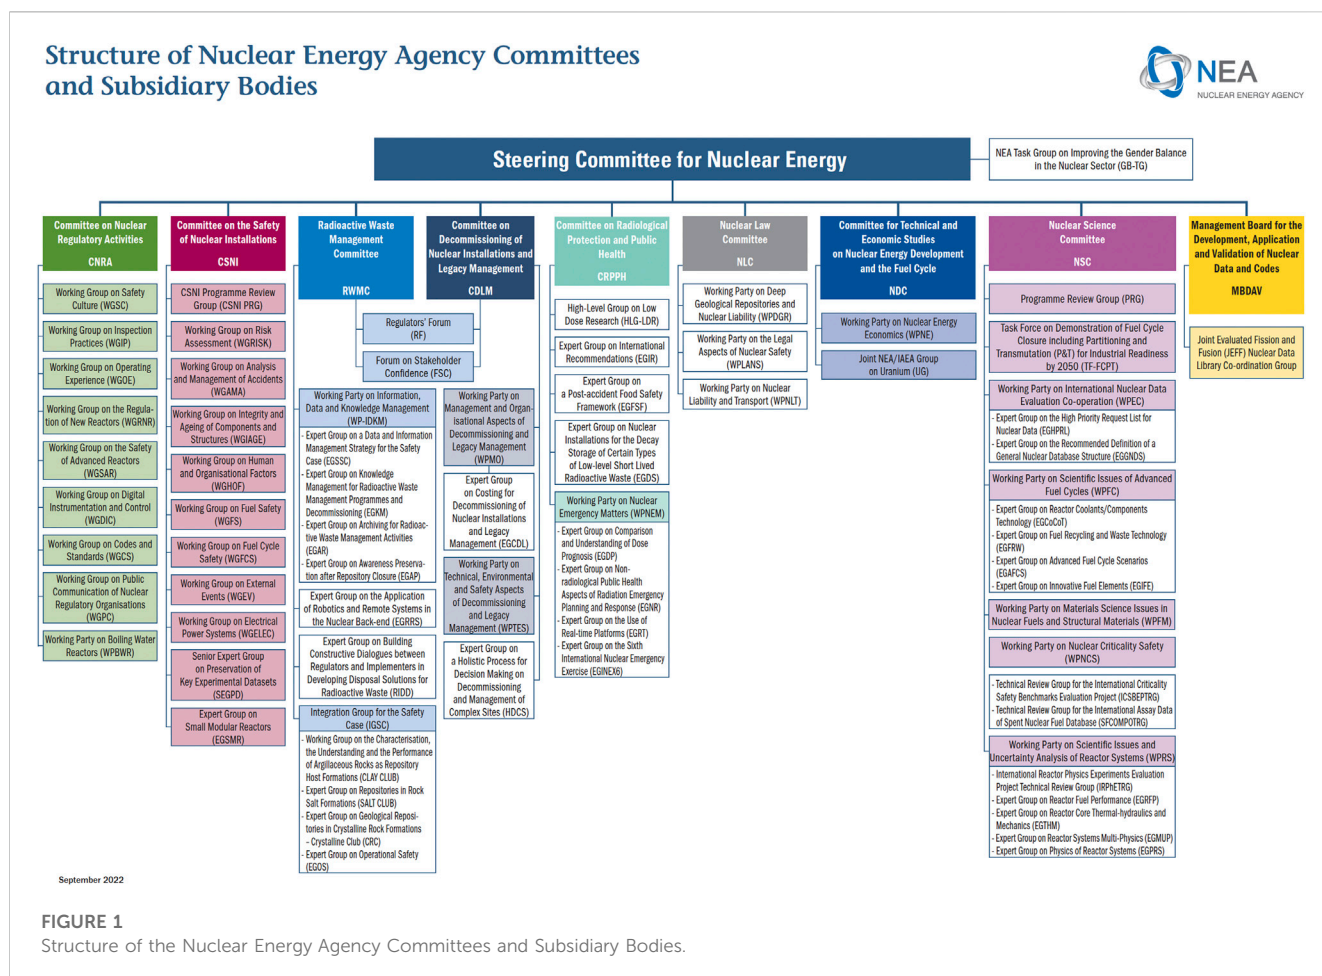 Structure of Nuclear Energy Agency Committees
and Subsidiary Bodies
NEA
NUCLEAR ENERGY AGENCY
Steering Committee for Nuclear Energy
NEA Task Group on Improving the Gender Balance
in the Nuclear Sector (GB-TG)
Committee on Nuclear
Regulatory Activities
CNRA
Working Group on Safety
Culture (WGSC)
Working Group on Inspection
Practices (WGIP)
Working Group on Operating
Experience (WGOE)
Working Group on the Regula-
tion of New Reactors (WGRNR)
Working Group on the Safety
of Advanced Reactors
(WGSAR)
Working Group on Digital
Instrumentation and Control
(WGDIC)
Working Group on Codes and
Standards (WGCS)
Working Group on Public
Communication of Nuclear
Regulatory Organisations
(WGPC)
Working Party on Boiling Water
Reactors (WPBWR)
Committee on the Safety
of Nuclear Installations
CSNI
CSNI Programme Review
Group (CSNI PRG)
Working Group on Risk
Assessment (WGRISK)
Working Group on Analysis
and Management of Accidents
(WGAMA)
Working Group on Integrity and
Ageing of Components and
Structures (WGIAGE)
Working Group on Human
and Organisational Factors
(WGHOF)
Working Group on Fuel Safety
(WGFS)
Working Group on Fuel Cycle
Safety (WGFCS)
Working Group on External
Events (WGEV)
Working Group on Electrical
Power Systems (WGELEC)
Senior Expert Group
on Preservation of
Key Experimental Datasets
(SEGPD)
Expert Group on
Small Modular Reactors
(EGSMR)
Radioactive Waste
Management
Committee
RWMC
Committee on
Decommissioning of
Nuclear Installations and
Legacy Management
CDLM
Regulators' Forum
(RF)
Forum on Stakeholder
Confidence (FSC)
Working Party on Information,
Data and Knowledge Management
(WP-IDKM)
- Expert Group on a Data and Information
Management Strategy for the Safety
Case (EGSSC)
- Expert Group on Knowledge
Management for Radioactive Waste
Management Programmes and
Decommissioning (EGKM)
- Expert Group on Archiving for Radioac-
tive Waste Management Activities
(EGAR)
- Expert Group on Awareness Preserva-
tion after Repository Closure (EGAP)
Expert Group on the Application
of Robotics and Remote Systems in
the Nuclear Back-end (EGRRS)
Expert Group on Building
Constructive Dialogues between
Regulators and Implementers in
Developing Disposal Solutions for
Radioactive Waste (RIDD)
Integration Group for the Safety
Case (IGSC)
- Working Group on the Characterisation,
the Understanding and the Performance
of Argillaceous Rocks as Repository
Host Formations (CLAY CLUB)
- Expert Group on Repositories in Rock
Salt Formations (SALT CLUB)
- Expert Group on Geological Reposi-
tories in Crystalline Rock Formations
– Crystalline Club (CRC)
- Expert Group on Operational Safety
(EGOS)
Working Party on
Management and Organ-
isational Aspects of
Decommissioning and
Legacy Management
(WPMO)
Expert Group
on Costing for
Decommissioning of
Nuclear Installations
and Legacy
Management (EGCDL)
Working Party on
Technical, Environmental
and Safety Aspects
of Decommissioning
and Legacy
Management (WPTES)
Expert Group on
a Holistic Process for
Decision Making on
Decommissioning
and Management of
Complex Sites (HDCS)
Committee on Radiological
Protection and Public
Health
CRPPH
High-Level Group on Low
Dose Research (HLG-LDR)
Expert Group on International
Recommendations (EGIR)
Expert Group on
a Post-accident Food Safety
Framework (EGFSF)
Expert Group on Nuclear
Installations for the Decay
Storage of Certain Types
of Low-level Short Lived
Radioactive Waste (EGDS)
Working Party on Nuclear
Emergency Matters (WPNEM)
- Expert Group on Comparison
and Understanding of Dose
Prognosis (EGDP)
- Expert Group on Non-
radiological Public Health
Aspects of Radiation Emergency
Planning and Response (EGNR)
- Expert Group on the Use of
Real-time Platforms (EGRT)
- Expert Group on the Sixth
International Nuclear Emergency
Exercise (EGINEX6)
Nuclear Law
Committee
NLC
Working Party on Deep
Geological Repositories and
Nuclear Liability (WPDGR)
Working Party on the Legal
Aspects of Nuclear Safety
(WPLANS)
Working Party on Nuclear
Liability and Transport (WPNLT)
Committee for Technical and
Economic Studies
on Nuclear Energy Development
and the Fuel Cycle
NDC
Working Party on Nuclear Energy
Economics (WPNE)
Joint NEA/IAEA Group
on Uranium (UG)
Nuclear Science
Committee
NSC
Programme Review Group (PRG)
Task Force on Demonstration of Fuel Cycle
Closure including Partitioning and
Transmutation (P&T) for Industrial Readiness
by 2050 (TF-FCPT)
Working Party on International Nuclear Data
Evaluation Co-operation (WPEC)
- Expert Group on the High Priority Request List for
Nuclear Data (EGHPRL)
- Expert Group on the Recommended Definition of a
General Nuclear Database Structure (EGGNDS)
Working Party on Scientific Issues of Advanced
Fuel Cycles (WPFC)
- Expert Group on Reactor Coolants/Components
Technology (EGCoCoT)
- Expert Group on Fuel Recycling and Waste Technology
(EGFRW)
- Expert Group on Advanced Fuel Cycle Scenarios
(EGAFCS)
- Expert Group on Innovative Fuel Elements (EGIFE)
Working Party on Materials Science Issues in
Nuclear Fuels and Structural Materials (WPFM)
Working Party on Nuclear Criticality Safety
(WPNCS)
- Technical Review Group for the International Criticality
Safety Benchmarks Evaluation Project (ICSBEPTRG)
- Technical Review Group for the International Assay Data
of Spent Nuclear Fuel Database (SFCOMPOTRG)
Working Party on Scientific Issues and
Uncertainty Analysis of Reactor Systems (WPRS)
- International Reactor Physics Experiments Evaluation
Project Technical Review Group (IRPhETRG)
- Expert Group on Reactor Fuel Performance (EGRFP)
- Expert Group on Reactor Core Thermal-hydraulics and
Mechanics (EGTHM)
- Expert Group on Reactor Systems Multi-Physics (EGMUP)
- Expert Group on Physics of Reactor Systems (EGPRS)
Management Board for the
Development, Application
and Validation of Nuclear
Data and Codes
MBDAV
Joint Evaluated Fission and
Fusion (JEFF) Nuclear Data
Library Co-ordination Group
September 2022
FIGURE 1
Structure of the Nuclear Energy Agency Committees and Subsidiary Bodies.